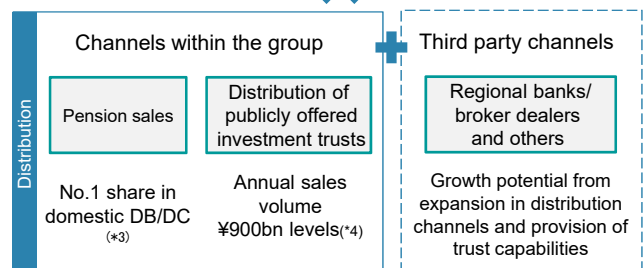 Distribution
Channels within the group
Pension sales
No.1 share in
domestic DB/DC
(*3)
Distribution of
publicly offered
investment trusts
Annual sales
volume
¥900bn levels(*4)
Third party channels
Regional banks/
broker dealers
and others
Growth potential from
expansion in distribution
channels and provision of
trust capabilities